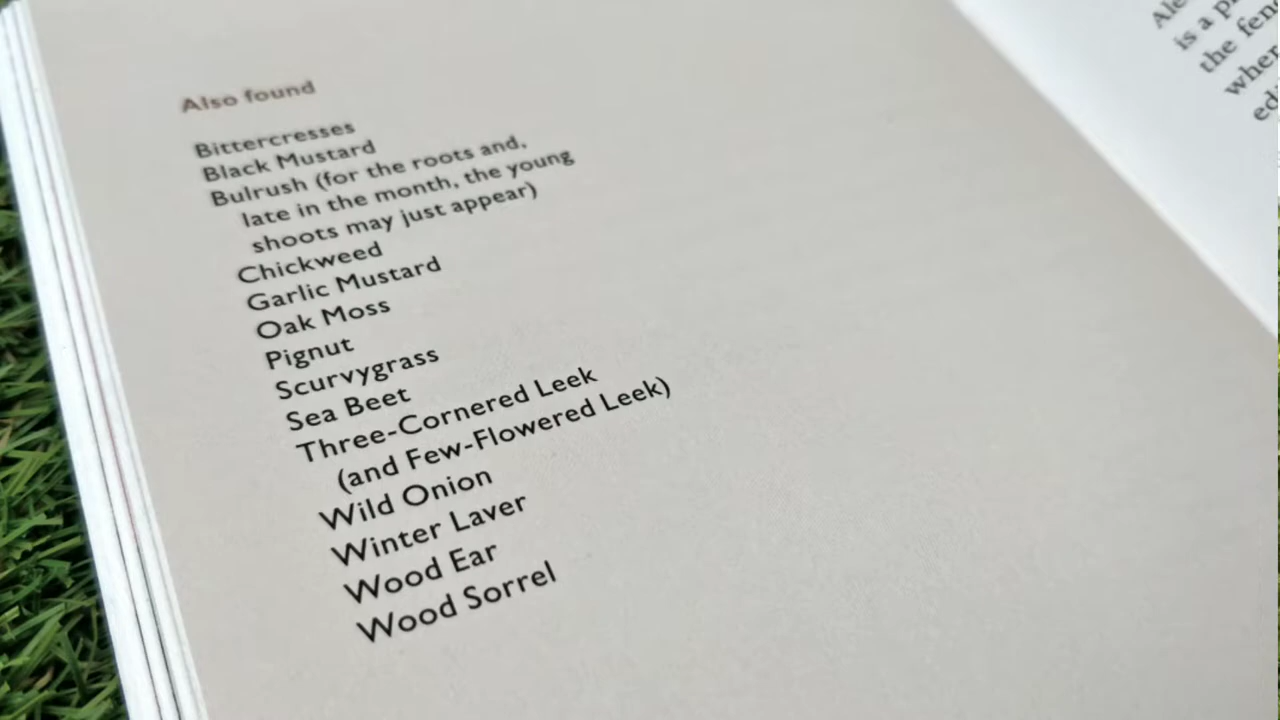 Also found
Bittercresses
Black Mustard
Bulrush (for the roots and,
late in the month, the young
shoots may just appear)
Chickweed
Garlic Mustard
Oak Moss
Pignut
Scurvygrass
Sea Beet
Three-Cornered Leek
(and Few-Flowered Leek)
Wild Onion
Winter Laver
Wood Ear
Wood Sorrel
is a
the